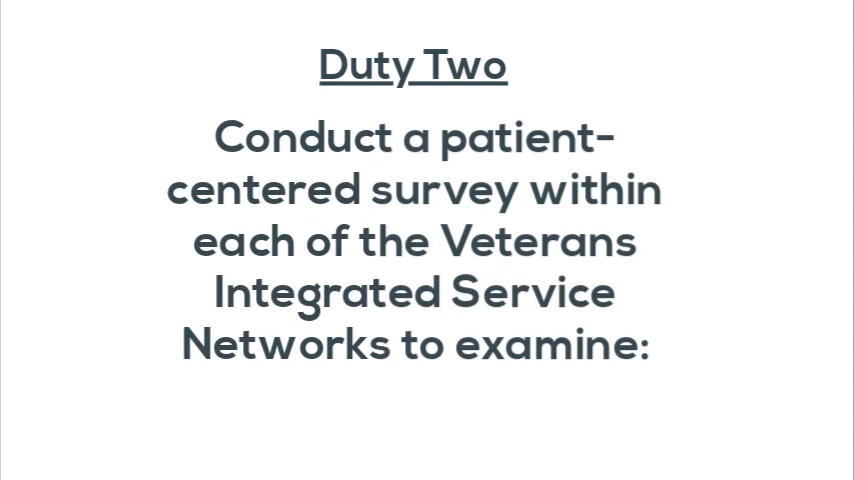 Duty Two
Conduct a patient-
centered survey within
each of the Veterans
Integrated Service
Networks to examine: